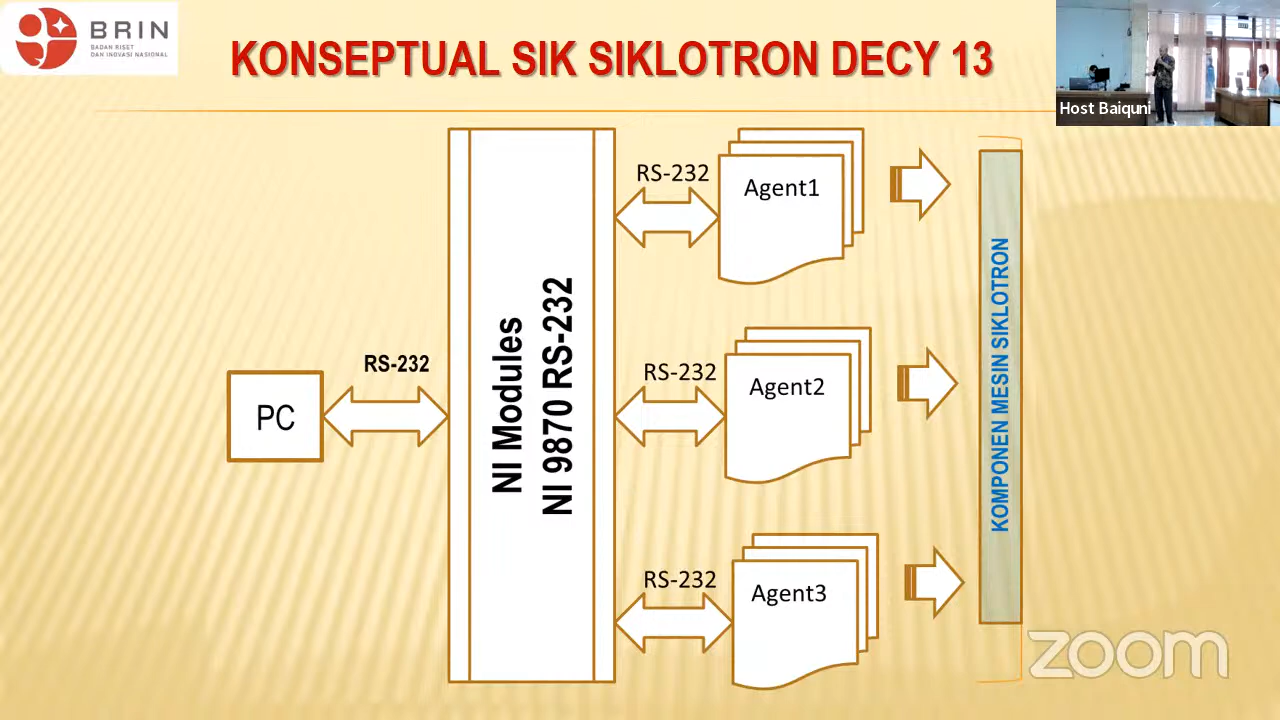 BRIN
BADAN RISET
DAN INOVASI NASIONAL
KONSEPTUAL SIK SIKLOTRON DECY 13
Host Baiquni
PC
RS-232
NI Modules
NI 9870 RS-232
RS-232
Agent1
RS-232
Agent2
RS-232
Agent3
KOMPONEN MESIN SIKLOTRON
zoom